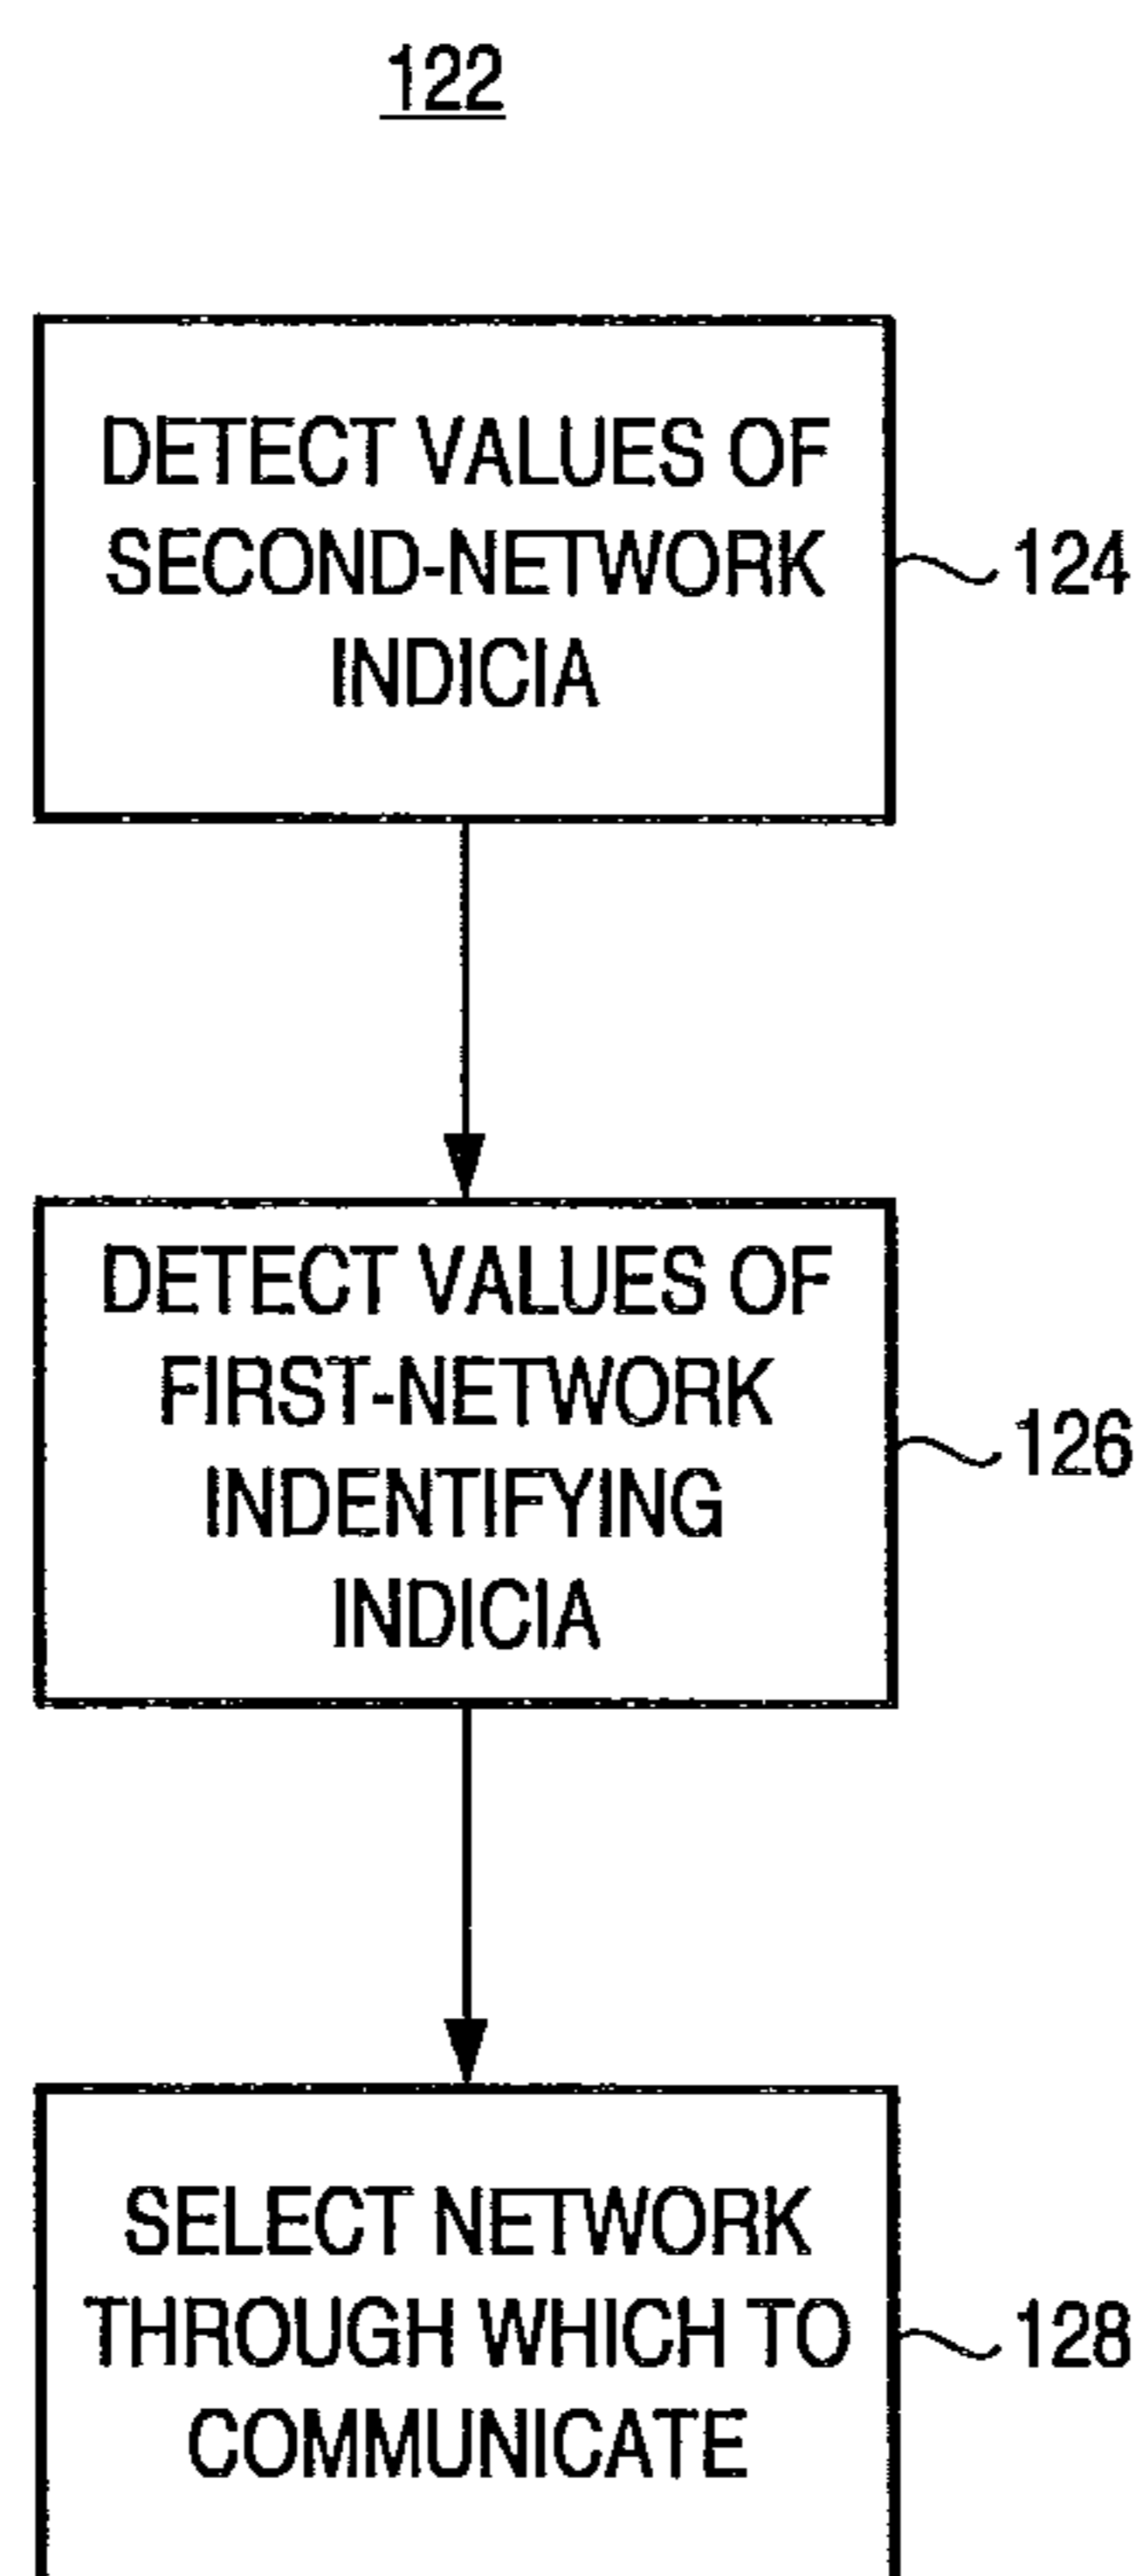 122
DETECT VALUES OF
SECOND-NETWORK
INDICIA
124
DETECT VALUES OF
FIRST-NETWORK
INDENTIFYING
INDICIA
126
SELECT NETWORK
THROUGH WHICH TO
COMMUNICATE
128